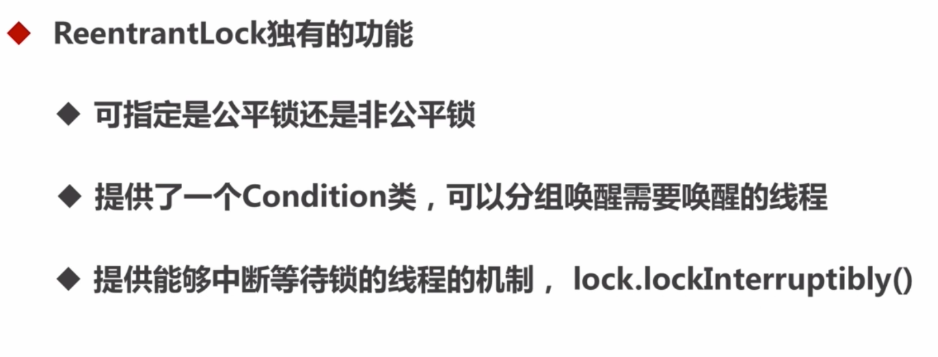 ReentrantLock独有的功能
可指定是公平锁还是非公平锁
提供了一个Condition类，可以分组唤醒需要唤醒的线程
提供能够中断等待锁的线程的机制， lock.lockInterruptibly()